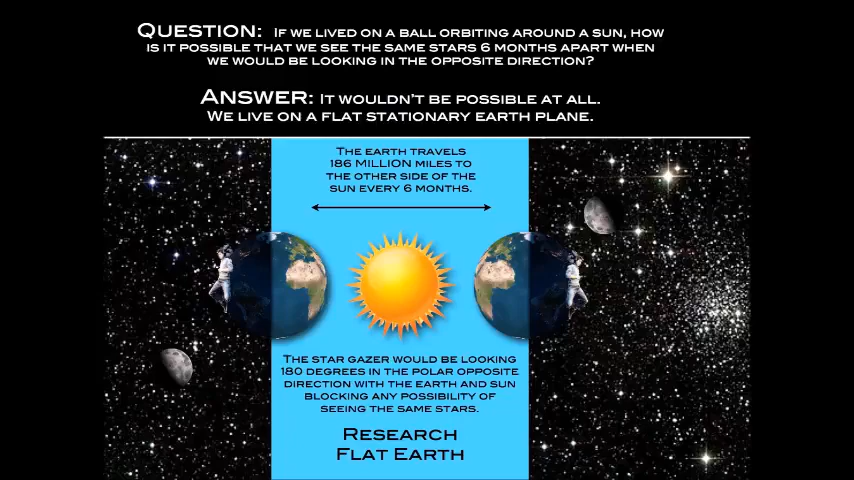 QUESTION: IF WE LIVED ON A BALL ORBITING AROUND A SUN, HOW
IS IT POSSIBLE THAT WE SEE THE SAME STARS 6 MONTHS APART WHEN
WE WOULD BE LOOKING IN THE OPPOSITE DIRECTION?
ANSWER: IT WOULDN'T BE POSSIBLE AT ALL.
WE LIVE ON A FLAT STATIONARY EARTH PLANE.
THE EARTH TRAVELS
186 MILLION MILES TO
THE OTHER SIDE OF THE
SUN EVERY 6 MONTHS.
THE STAR GAZER WOULD BE LOOKING
180 DEGREES IN THE POLAR OPPOSITE
DIRECTION WITH THE EARTH AND SUN
BLOCKING ANY POSSIBILITY OF
SEEING THE SAME STARS.
RESEARCH
FLAT EARTH